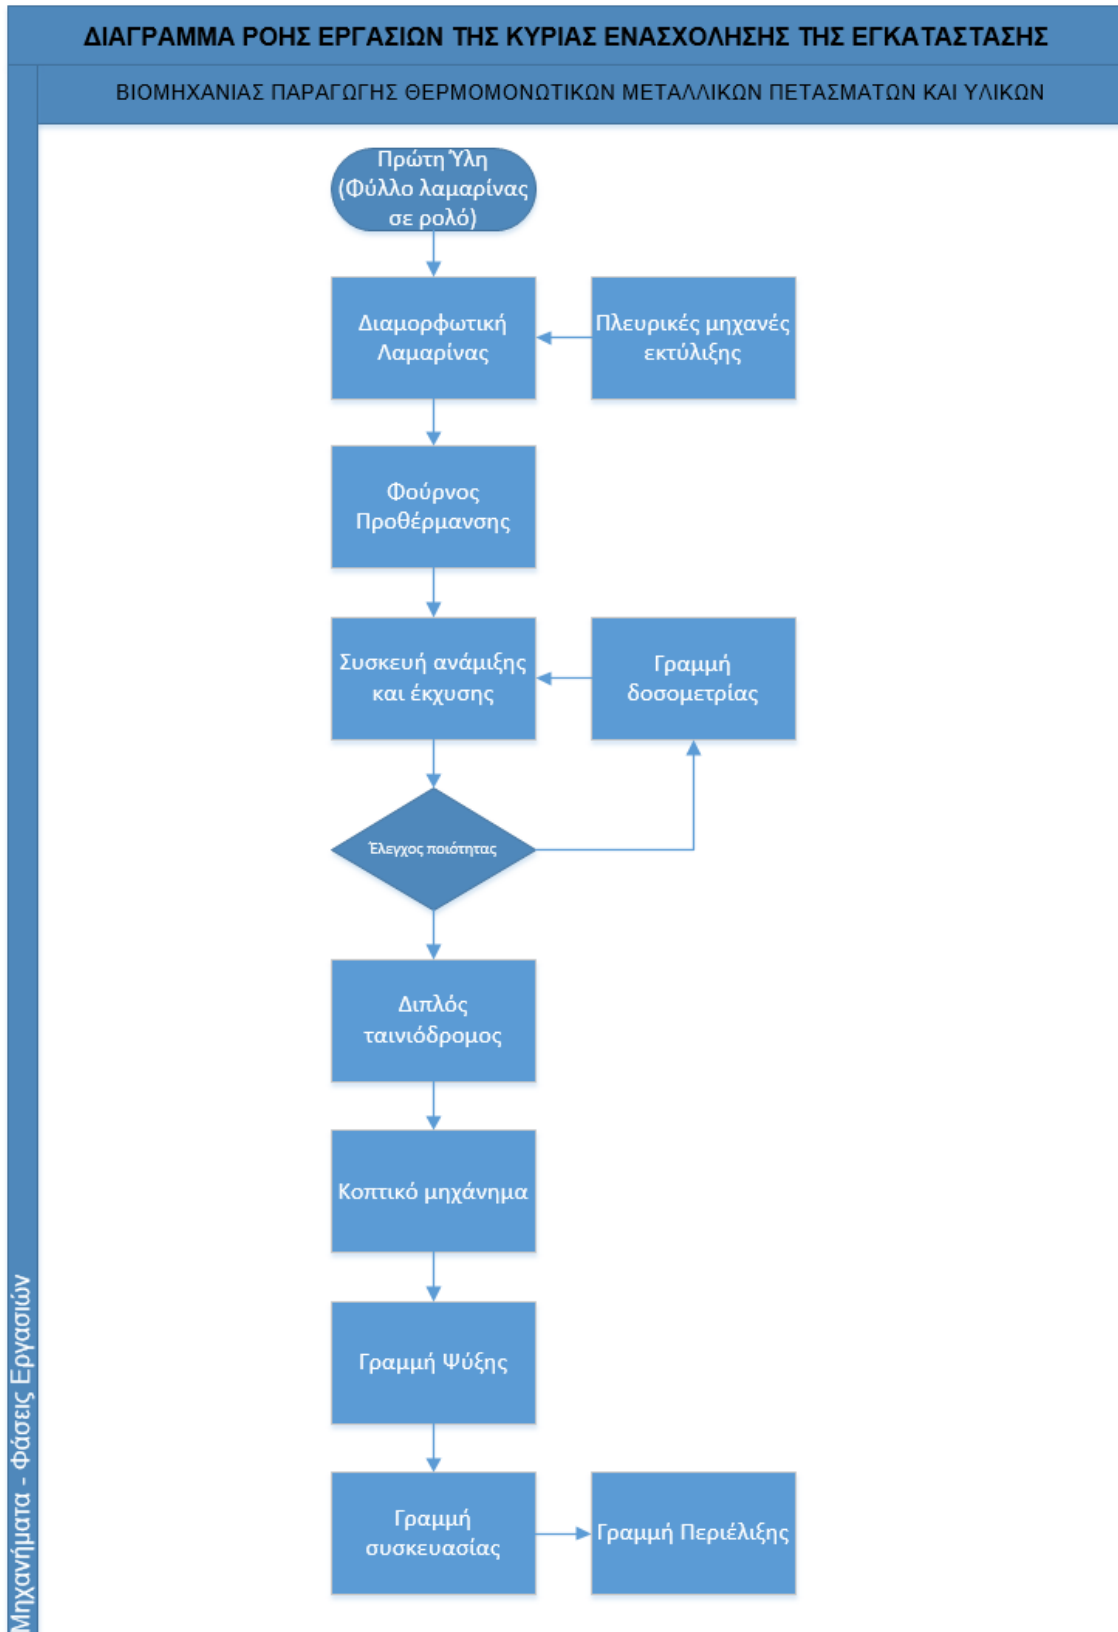 ΔΙΑΓΡΑΜΜΑ ΡΟΗΣ ΕΡΓΑΣΙΩΝ ΤΗΣ ΚΥΡΙΑΣ ΕΝΑΣΧΟΛΗΣΗΣ ΤΗΣ ΕΓΚΑΤΑΣΤΑΣΗΣ
ΒΙΟΜΗΧΑΝΙΑΣ ΠΑΡΑΓΩΓΗΣ ΘΕΡΜΟΜΟΝΩΤΙΚΩΝ ΜΕΤΑΛΛΙΚΩΝ ΠΕΤΑΣΜΑΤΩΝ ΚΑΙ ΥΛΙΚΩΝ
Πρώτη Ύλη
(Φύλλο λαμαρίνας
σε ρολό)
Διαμορφωτική
Λαμαρίνας
Πλευρικές μηχανές
εκτύλιξης
Φούρνος
Προθέρμανσης
Συσκευή ανάμιξης
και έκχυσης
Γραμμή
δοσομετρίας
Έλεγχος ποιότητας
Διπλός
ταινιόδρομος
Κοπτικό μηχάνημα
Γραμμή Ψύξης
Γραμμή
συσκευασίας
Γραμμή Περιέλιξης
Μηχανήματα - Φάσεις Εργασιών